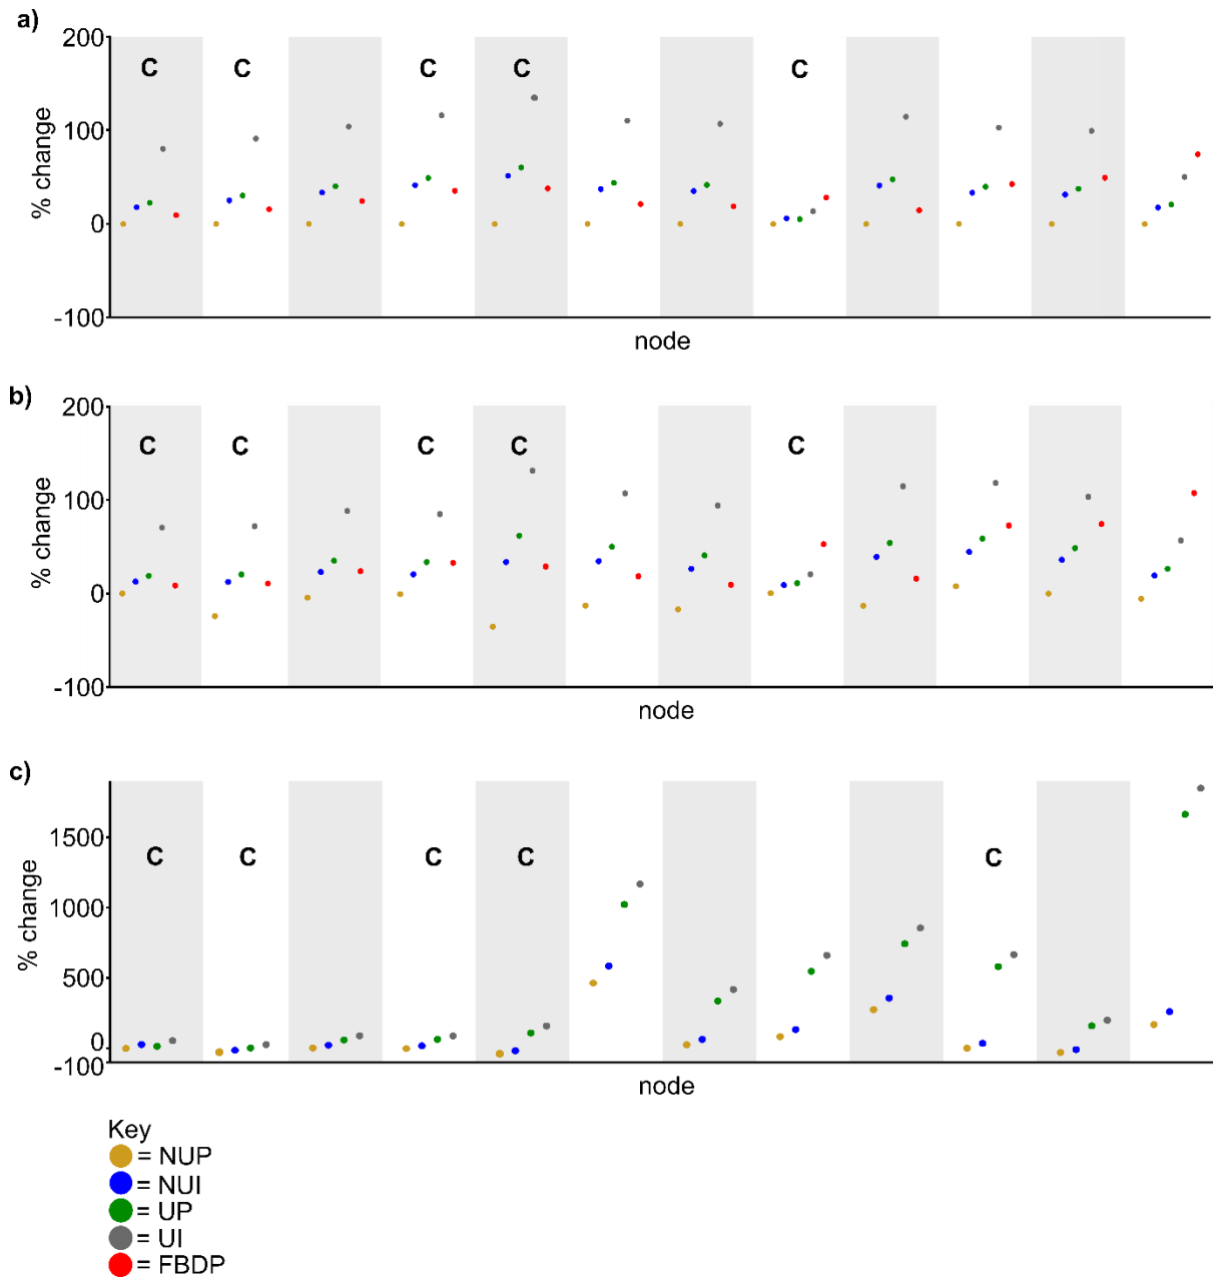 a)
200
C C C C C
100
0
-100
% change
node
b)
200
C C C C C
100
0
-100
% change
node
c)
1500
C C C C C
1000
500
0
-100
% change
node
Key
= NUP
= NUI
= UP
= UI
= FBDP